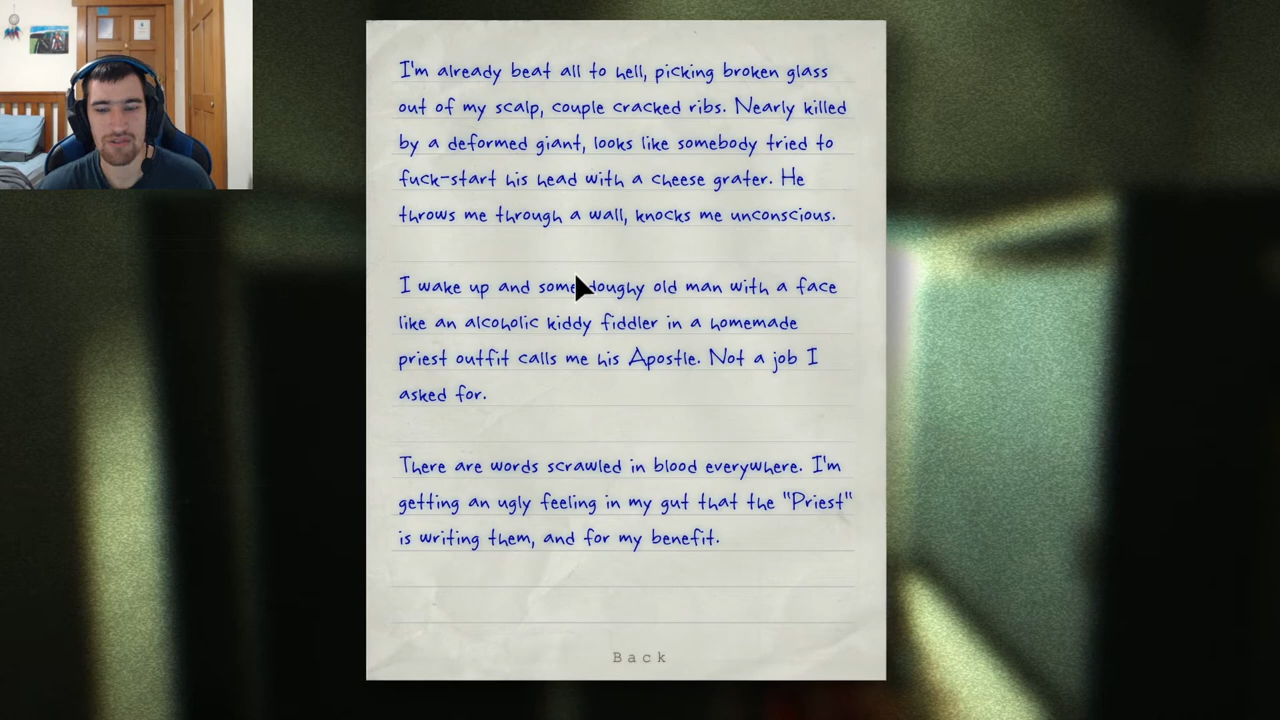 I'm already beat all to hell, picking broken glass
out of my scalp, couple cracked ribs. Nearly killed
by a deformed giant, looks like somebody tried to
fuck-start his head with a cheese grater. He
throws me through a wall, knocks me unconscious.
I wake up and some doughy old man with a face
like an alcoholic kiddy fiddler in a homemade
priest outfit calls me his Apostle. Not a job I
asked for.
There are words scrawled in blood everywhere. I'm
getting an ugly feeling in my gut that the "Priest"
is writing them, and for my benefit.
Back